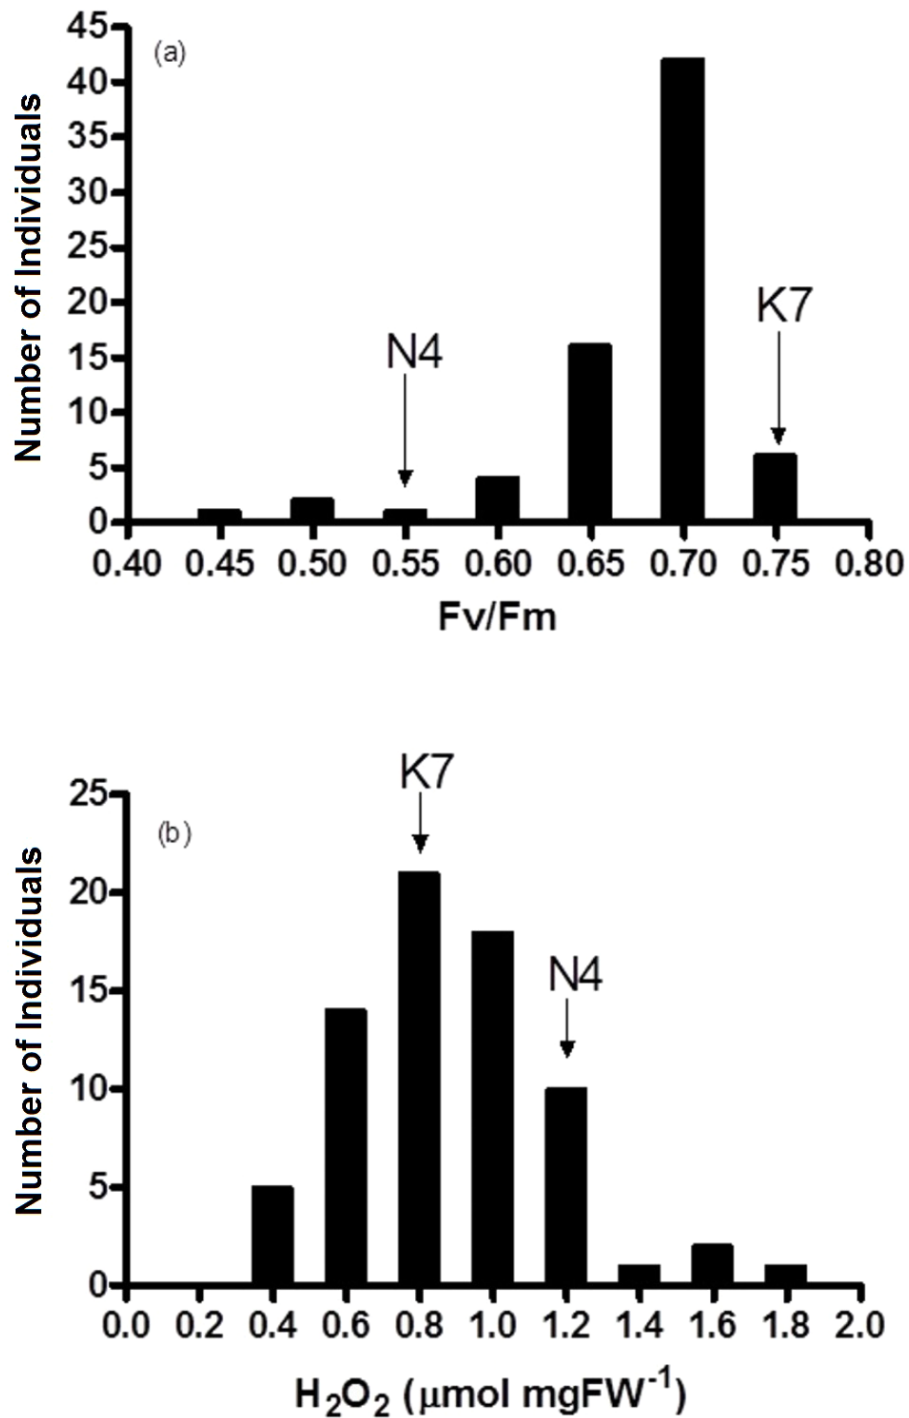 45
(a)
40
35
30
25
20
15
10
5
0
Number of Individuals
N4
K7
0.40 0.45 0.50 0.55 0.60 0.65 0.70 0.75 0.80
Fv/Fm
K7
25
(b)
20
15
10
5
0
Number of Individuals
N4
0.0 0.2 0.4 0.6 0.8 1.0 1.2 1.4 1.6 1.8 2.0
H₂O₂ (μmol mgFW⁻¹)